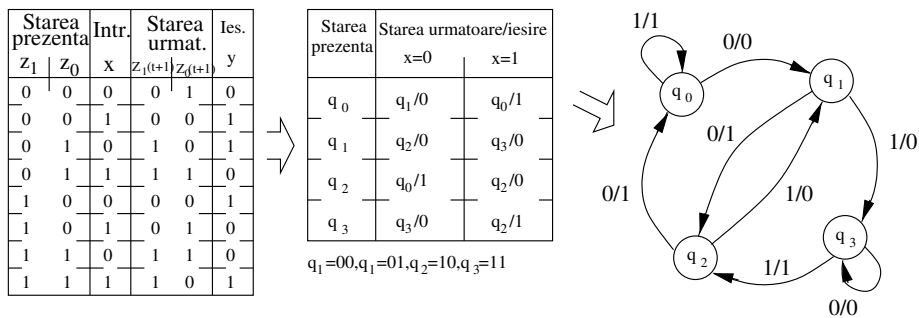 Starea prezenta Intr. Starea urmat. Ies.
z1 z0 x z1(t+1) z0(t+1) y
0 0 0 0 1 0
0 0 1 0 0 1
0 1 0 1 0 1
0 1 1 1 1 0
1 0 0 0 0 1
1 0 1 0 1 0
1 1 0 1 1 0
1 1 1 1 0 1
Starea prezenta Starea urmatoare/iesire
x=0 x=1
q0 q1/0 q0/1
q1 q2/0 q3/0
q2 q0/1 q2/0
q3 q3/0 q2/1
q1=00,q1=01,q2=10,q3=11
1/1
0/0
q0
q1
0/1
1/0
0/1
1/0
q2
q3
1/1
0/0